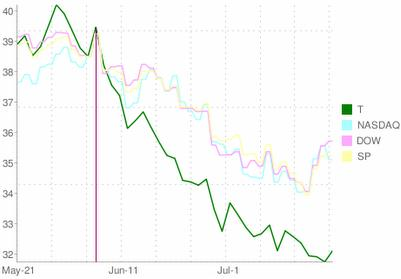 40
39
38
37
36
35
34
33
32
May-21
Jun-11
Jul-1
T
NASDAQ
DOW
SP